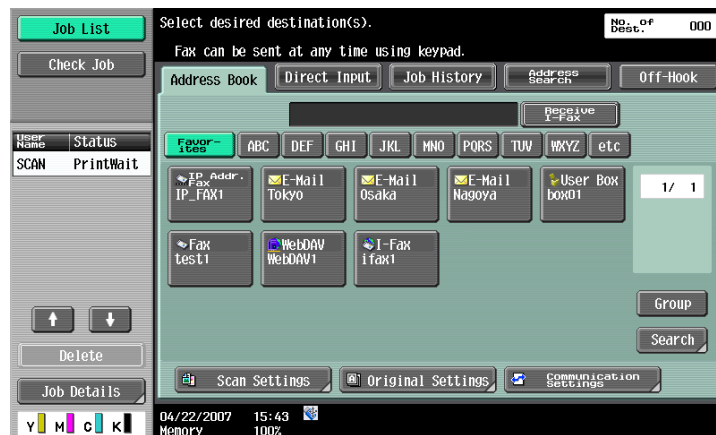 Job List
Check Job
User Name Status
SCAN PrintWait
Delete
Job Details
Y M C K
Select desired destination(s).
Fax can be sent at any time using keypad.
No. of Dest. 000
Address Book Direct Input Job History Address Search Off-Hook
Receive I-Fax
Favor-ites ABC DEF GHI JKL MNO PQRS TUV WXYZ etc
IP Addr. Fax
IP_FAX1
E-Mail
Tokyo
E-Mail
Osaka
E-Mail
Nagoya
User Box
box01
1/ 1
Fax
test1
WebDAV
WebDAV1
I-Fax
ifax1
Group
Search
Scan Settings Original Settings Communication Settings
04/22/2007 15:43
Memory 100%